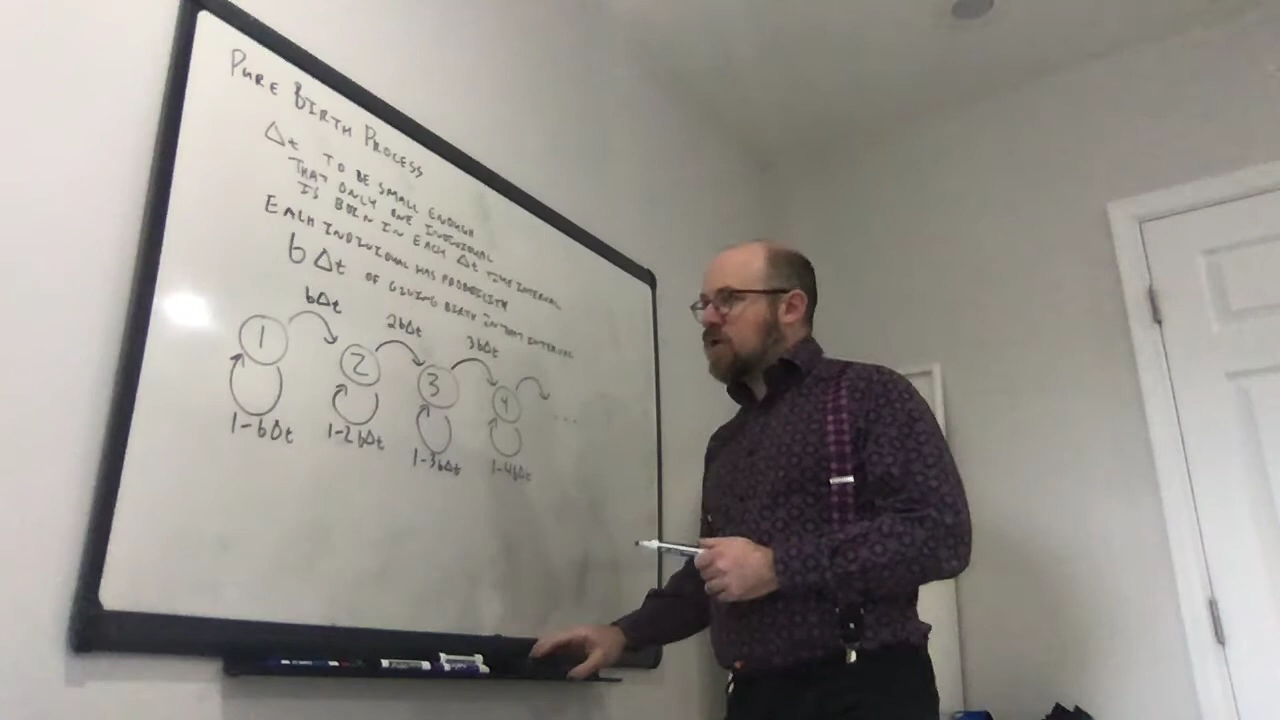 PURE BIRTH PROCESS
Δt TO BE SMALL ENOUGH
THAT ONLY ONE INDIVIDUAL
IS BORN IN EACH Δt TIME INTERVAL
EACH INDIVIDUAL HAS PROBABILITY
bΔt OF GIVING BIRTH IN THAT INTERVAL
bΔt 2bΔt 3bΔt
1 2 3 4 ...
1-bΔt 1-2bΔt 1-3bΔt 1-4bΔt